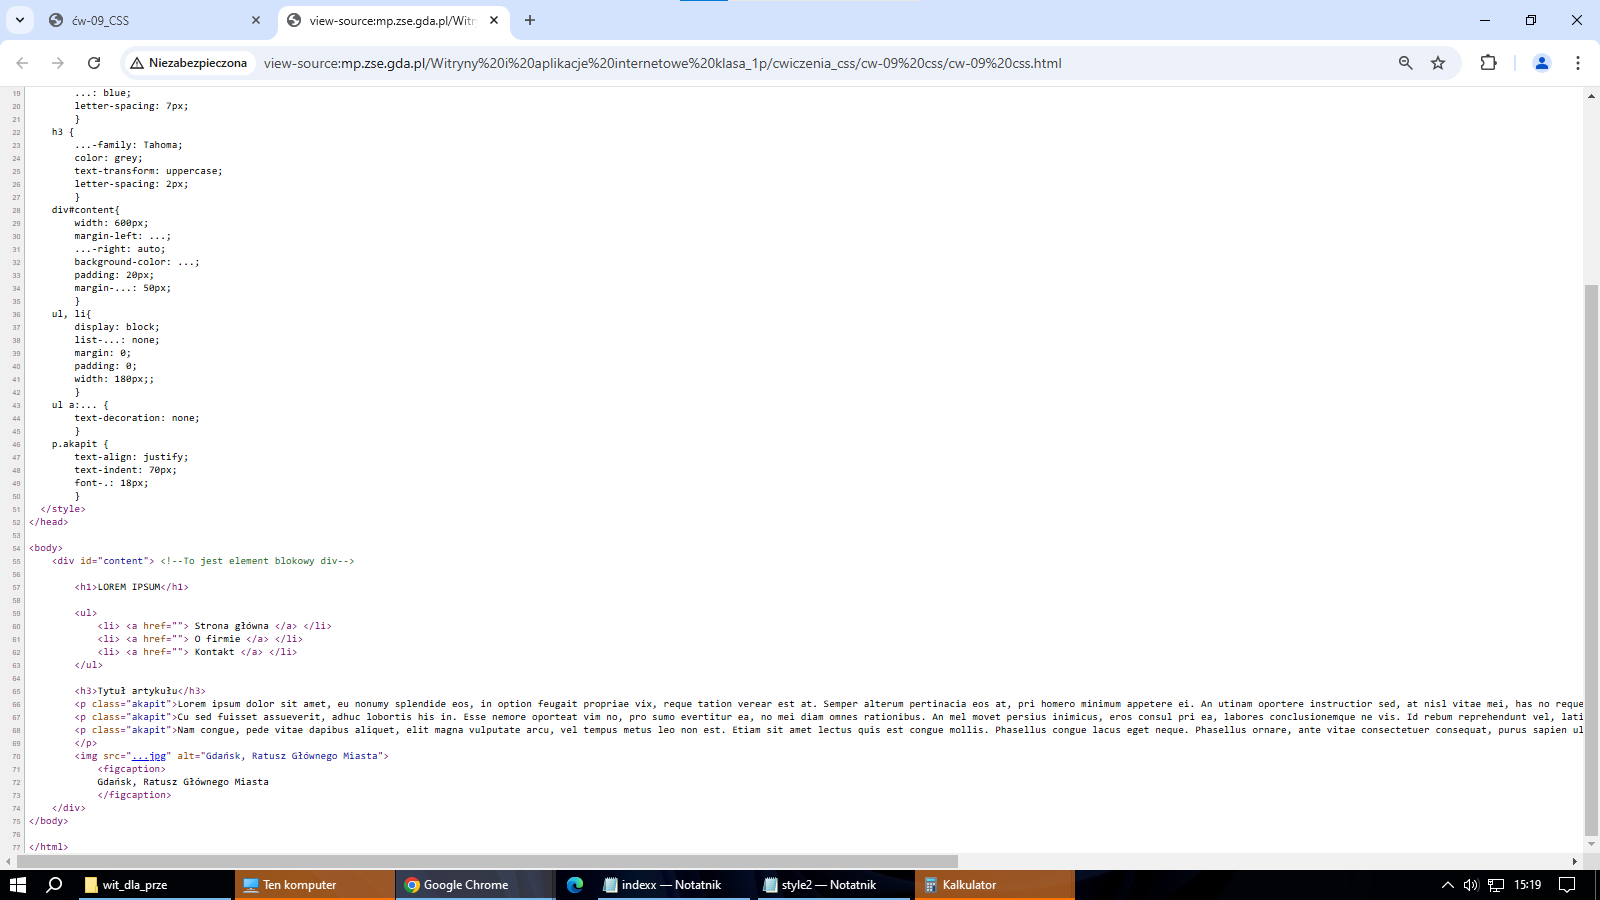 ćw-09_CSS
view-source:mp.zse.gda.pl/Witry
Niezabezpieczona
view-source:mp.zse.gda.pl/Witryny%20i%20aplikacje%20internetowe%20klasa_1p/cwiczenia_css/cw-09%20css/cw-09%20css.html
19 ...: blue;
20 letter-spacing: 7px;
21 }
22 h3 {
23 ...-family: Tahoma;
24 color: grey;
25 text-transform: uppercase;
26 letter-spacing: 2px;
27 }
28 div#content{
29 width: 600px;
30 margin-left: ...;
31 ...-right: auto;
32 background-color: ...;
33 padding: 20px;
34 margin-...: 50px;
35 }
36 ul, li{
37 display: block;
38 list-...: none;
39 margin: 0;
40 padding: 0;
41 width: 180px;;
42 }
43 ul a:... {
44 text-decoration: none;
45 }
46 p.akapit {
47 text-align: justify;
48 text-indent: 70px;
49 font-.: 18px;
50 }
51 </style>
52 </head>
53
54 <body>
55 <div id="content"> <!--To jest element blokowy div-->
56
57 <h1>LOREM IPSUM</h1>
58
59 <ul>
60 <li> <a href=""> Strona główna </a> </li>
61 <li> <a href=""> O firmie </a> </li>
62 <li> <a href=""> Kontakt </a> </li>
63 </ul>
64
65 <h3>Tytuł artykułu</h3>
66 <p class="akapit">Lorem ipsum dolor sit amet, eu nonumy splendide eos, in option feugait propriae vix, reque tation verear est at. Semper alterum pertinacia eos at, pri homero minimum appetere ei. An utinam oportere instructior sed, at nisl vitae mei, has no reque
67 <p class="akapit">Cu sed fuisset assueverit, adhuc lobortis his in. Esse nemore oporteat vim no, pro sumo evertitur ea, no mei diam omnes rationibus. An mel movet persius inimicus, eros consul pri ea, labores conclusionemque ne vis. Id rebum reprehendunt vel, lati
68 <p class="akapit">Nam congue, pede vitae dapibus aliquet, elit magna vulputate arcu, vel tempus metus leo non est. Etiam sit amet lectus quis est congue mollis. Phasellus congue lacus eget neque. Phasellus ornare, ante vitae consectetuer consequat, purus sapien ul
69 </p>
70 <img src="...jpg" alt="Gdańsk, Ratusz Głównego Miasta">
71 <figcaption>
72 Gdańsk, Ratusz Głównego Miasta
73 </figcaption>
74 </div>
75 </body>
76
77 </html>
wit_dla_prze
Ten komputer
Google Chrome
indexx — Notatnik
style2 — Notatnik
Kalkulator
15:19